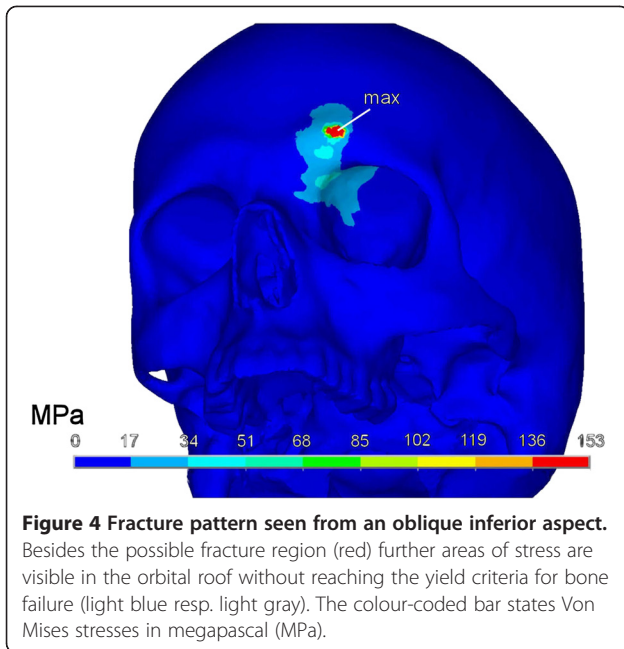 max
MPa
0 17 34 51 68 85 102 119 136 153
Figure 4 Fracture pattern seen from an oblique inferior aspect.
Besides the possible fracture region (red) further areas of stress are
visible in the orbital roof without reaching the yield criteria for bone
failure (light blue resp. light gray). The colour-coded bar states Von
Mises stresses in megapascal (MPa).